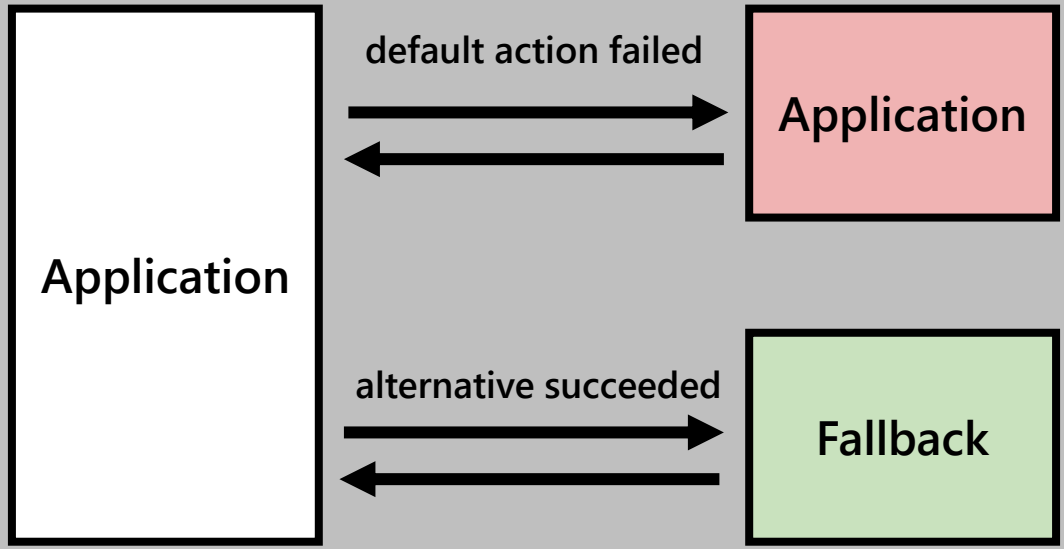 default action failed
Application
Application
alternative succeeded
Fallback